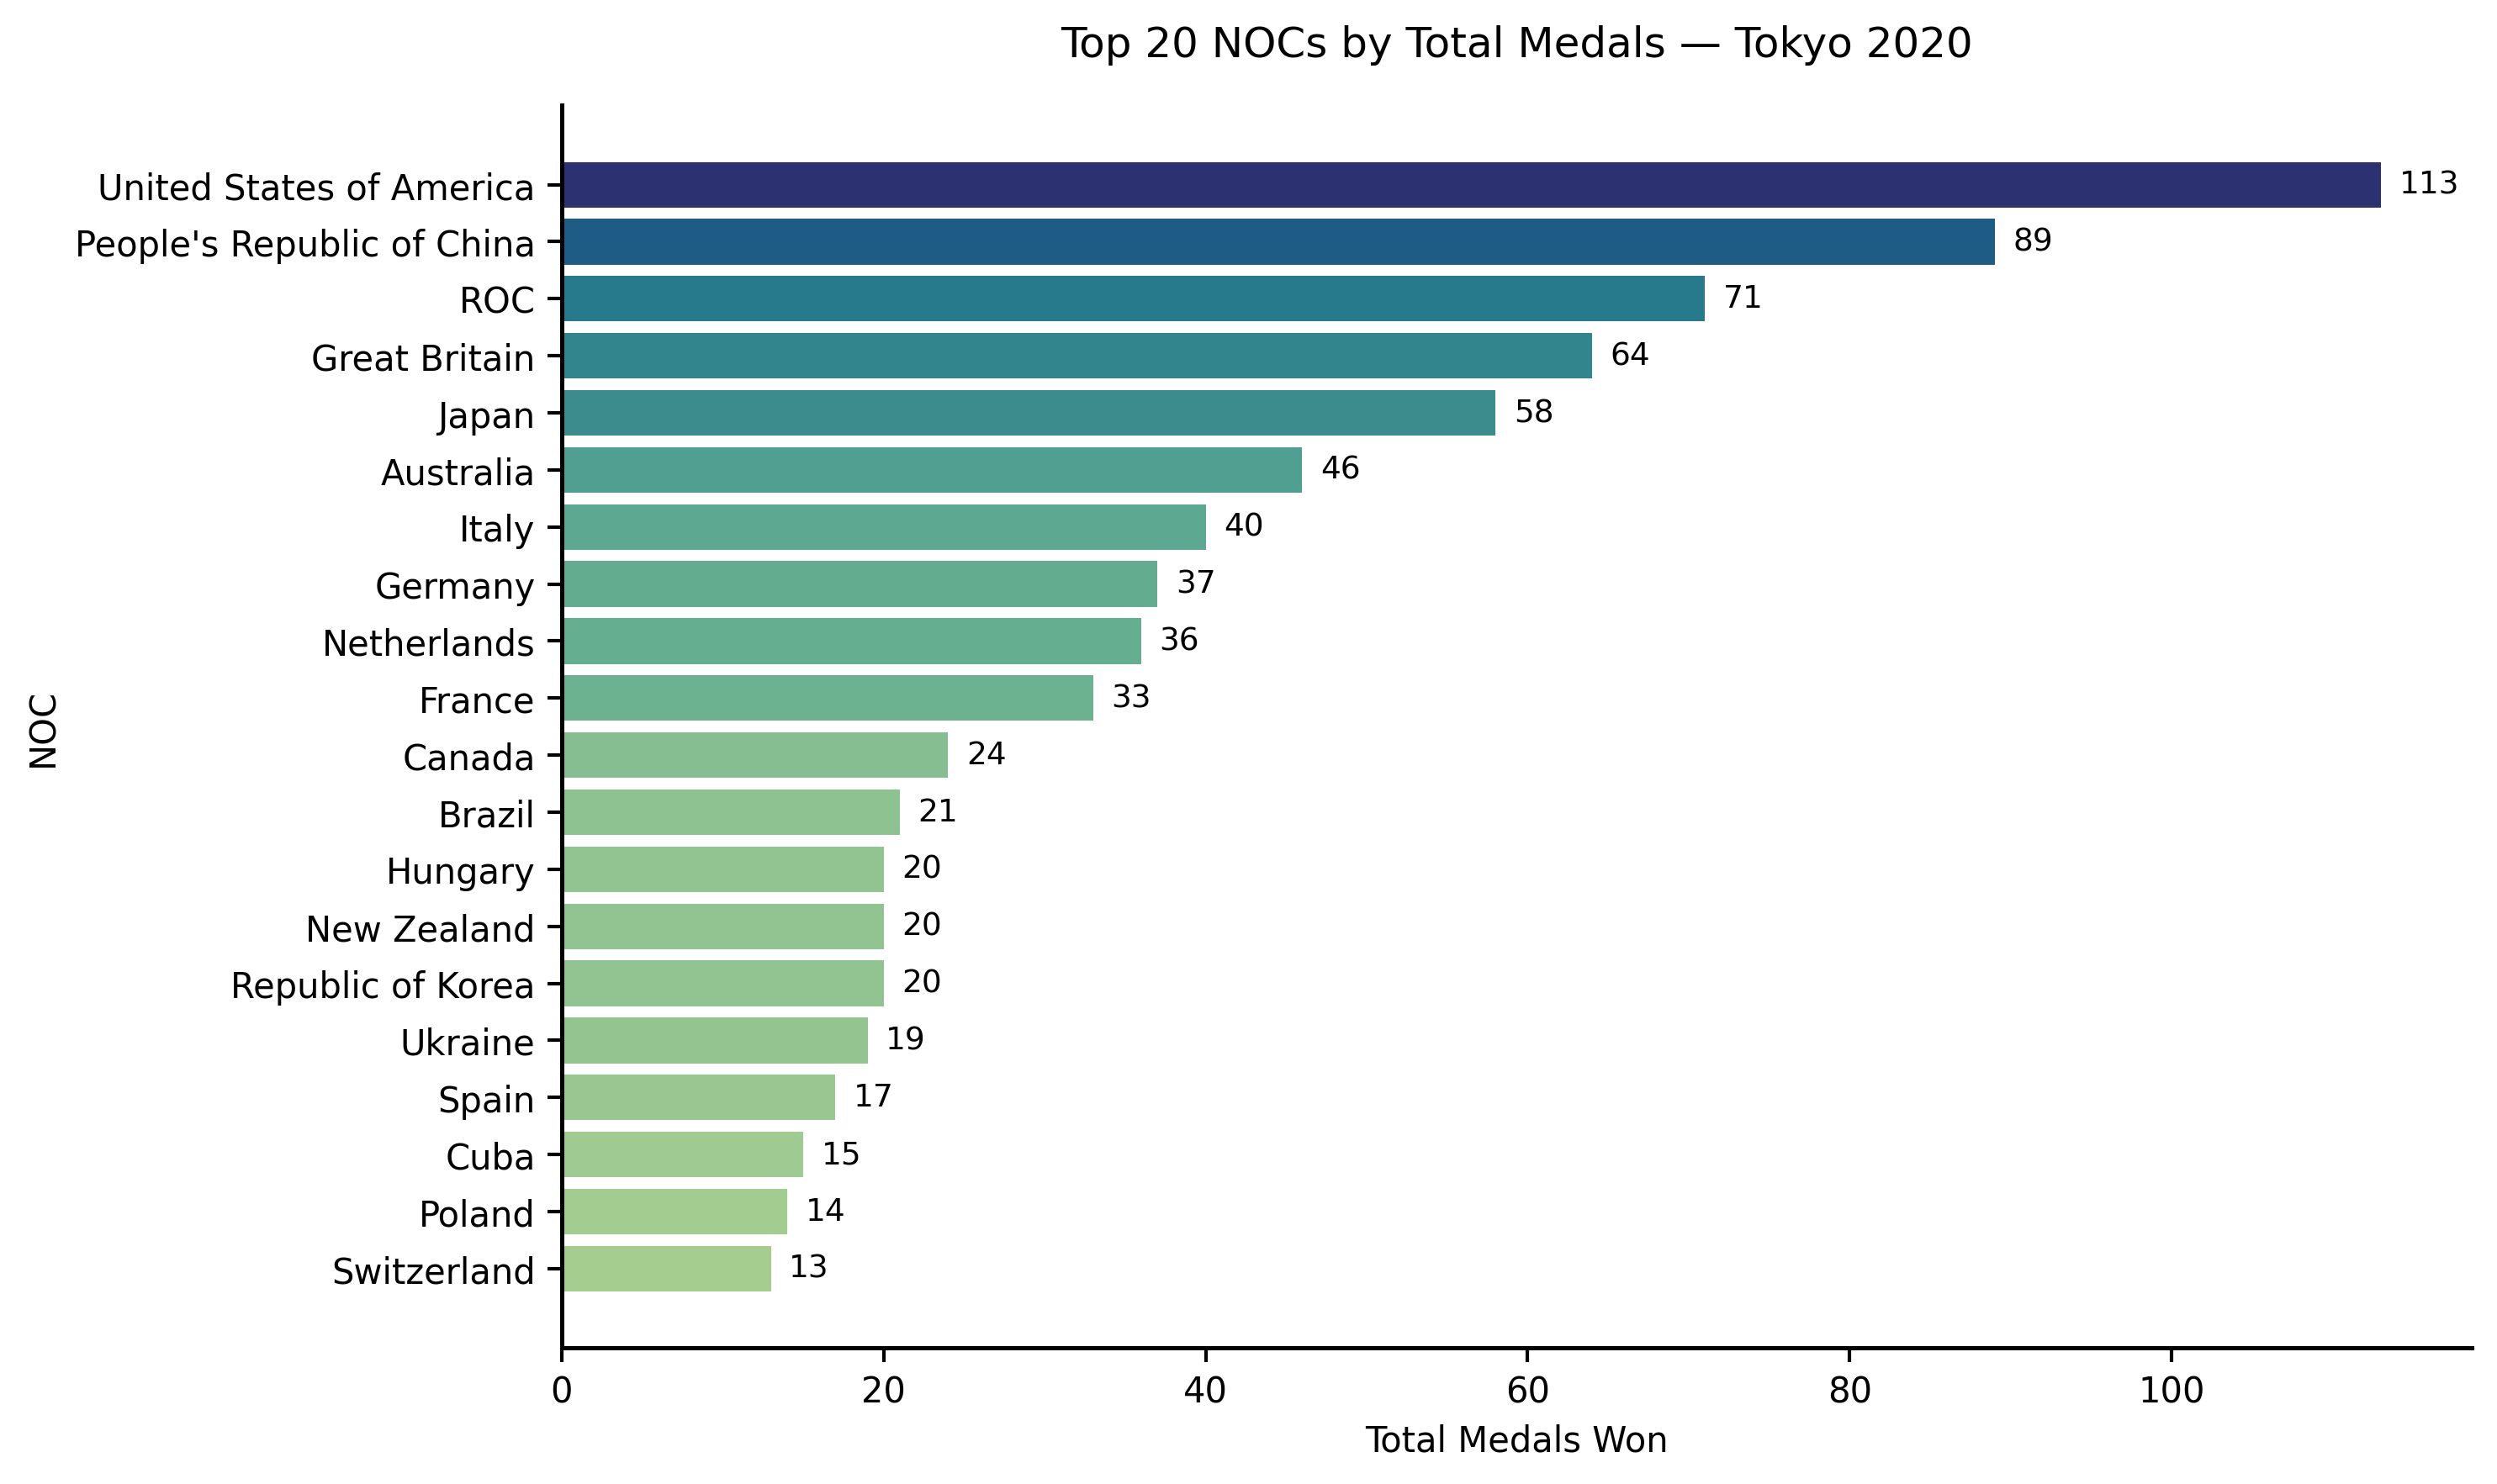 Top 20 NOCs by Total Medals — Tokyo 2020
United States of America 113
People's Republic of China 89
ROC 71
Great Britain 64
Japan 58
Australia 46
Italy 40
Germany 37
Netherlands 36
France 33
Canada 24
Brazil 21
Hungary 20
New Zealand 20
Republic of Korea 20
Ukraine 19
Spain 17
Cuba 15
Poland 14
Switzerland 13
NOC
0 20 40 60 80 100
Total Medals Won